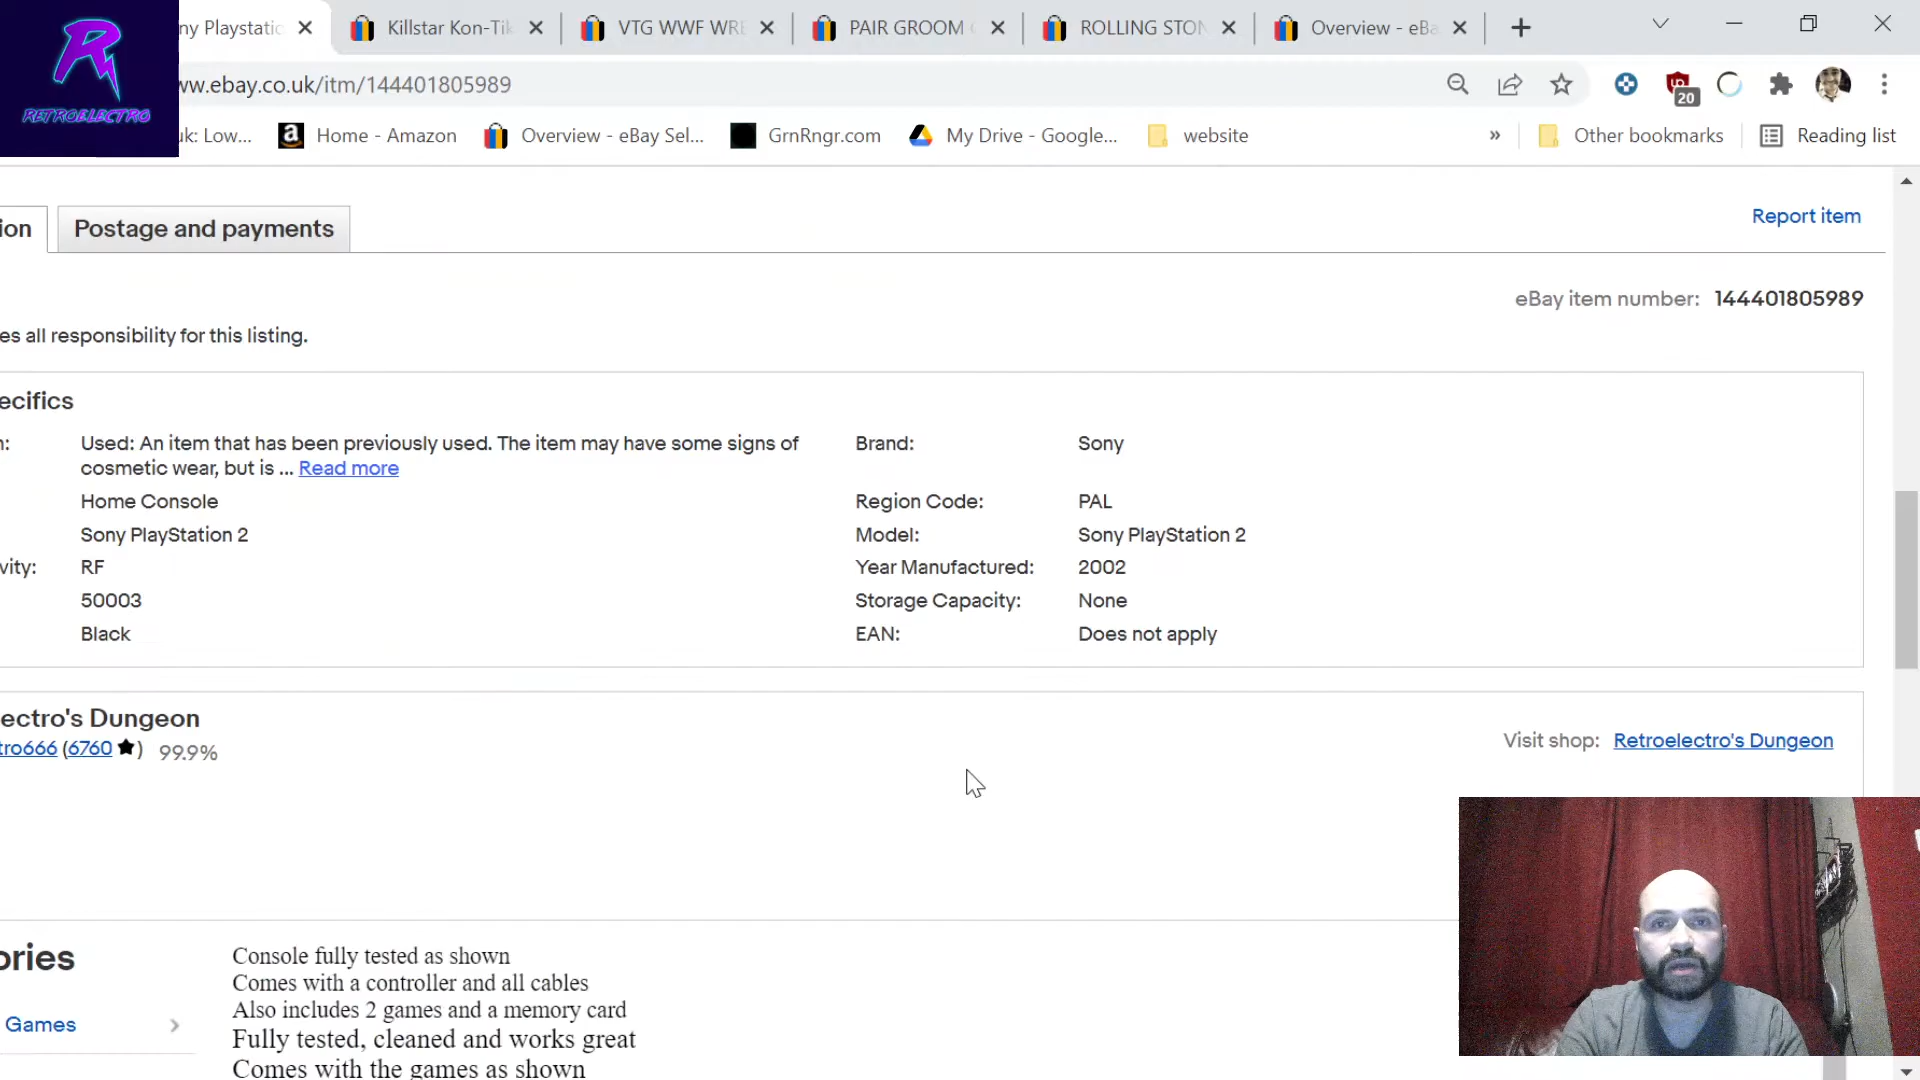 ny Playstatic
Killstar Kon-Tik
VTG WWF WRE
PAIR GROOM
ROLLING STON
Overview - eBa
RETROELECTRO
ww.ebay.co.uk/itm/144401805989
20
uk: Low...
Home - Amazon
Overview - eBay Sel...
GrnRngr.com
My Drive - Google...
website
»
Other bookmarks
Reading list
ion
Postage and payments
Report item
eBay item number: 144401805989
es all responsibility for this listing.
ecifics
n:
Used: An item that has been previously used. The item may have some signs of
cosmetic wear, but is ... Read more
Brand: Sony
Home Console
Region Code: PAL
Sony PlayStation 2
Model: Sony PlayStation 2
vity: RF
Year Manufactured: 2002
50003
Storage Capacity: None
Black
EAN: Does not apply
lectro's Dungeon
tro666 (6760 ★) 99.9%
Visit shop: Retroelectro's Dungeon
ories
Games
Console fully tested as shown
Comes with a controller and all cables
Also includes 2 games and a memory card
Fully tested, cleaned and works great
Comes with the games as shown